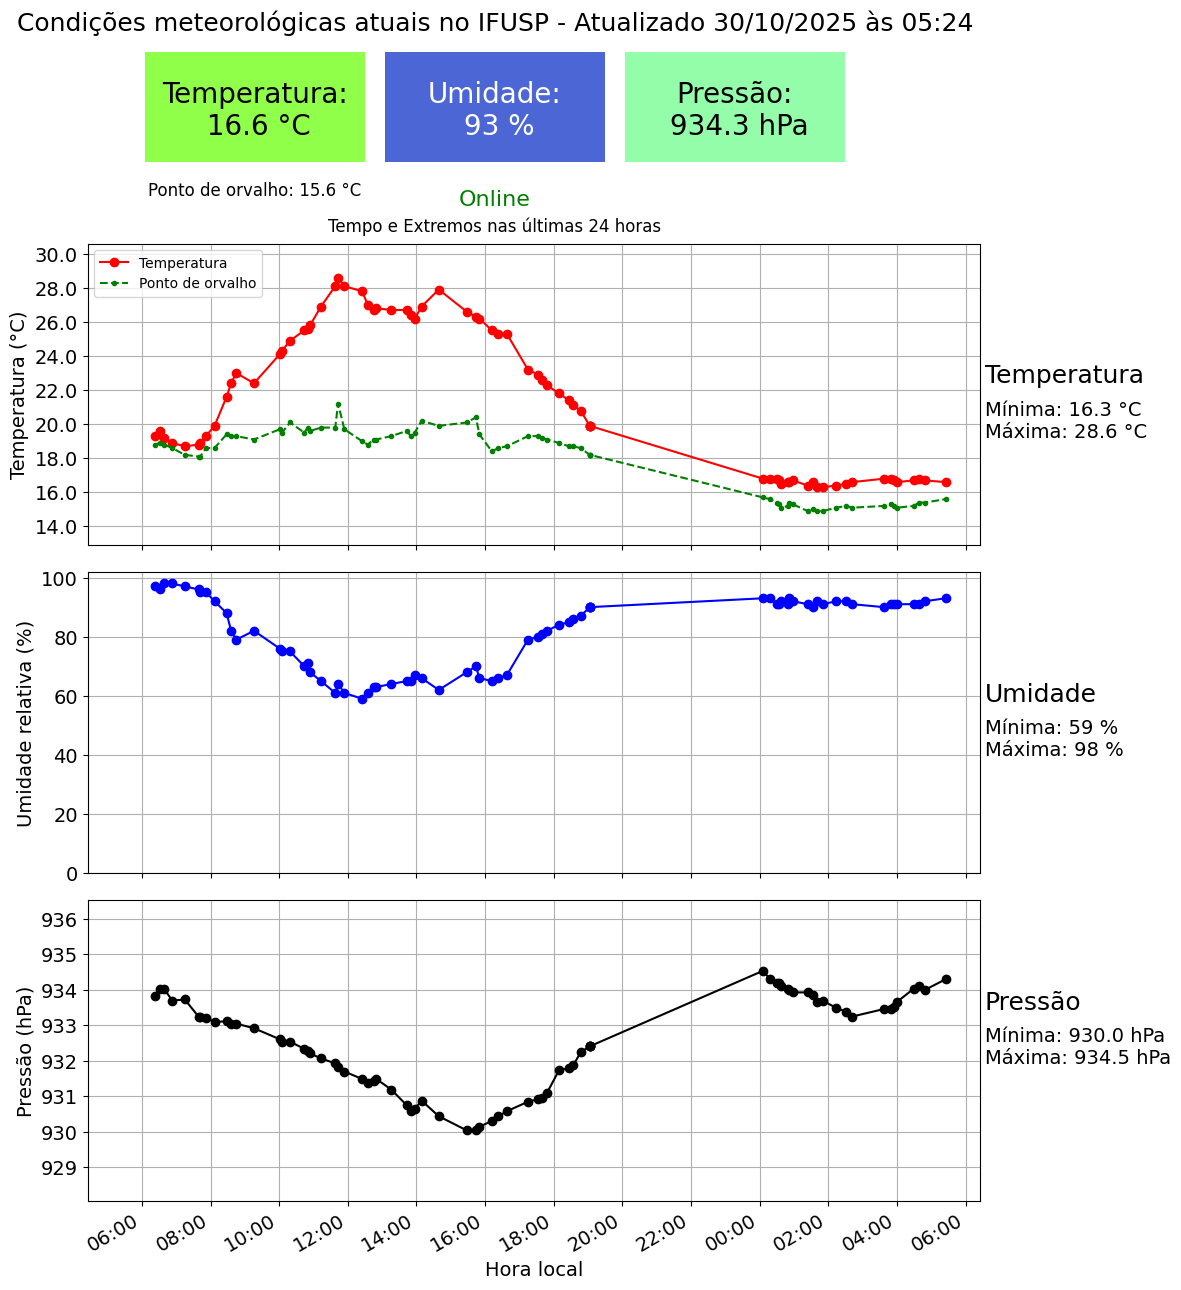 Condições meteorológicas atuais no IFUSP - Atualizado 30/10/2025 às 05:24
Temperatura:
16.6 °C
Umidade:
93 %
Pressão:
934.3 hPa
Ponto de orvalho: 15.6 °C
Online
Tempo e Extremos nas últimas 24 horas
Temperatura (°C)
30.0
28.0
26.0
24.0
22.0
20.0
18.0
16.0
14.0
Temperatura
Ponto de orvalho
Temperatura
Mínima: 16.3 °C
Máxima: 28.6 °C
Umidade relativa (%)
100
80
60
40
20
0
Umidade
Mínima: 59 %
Máxima: 98 %
Pressão (hPa)
936
935
934
933
932
931
930
929
Pressão
Mínima: 930.0 hPa
Máxima: 934.5 hPa
06:00
08:00
10:00
12:00
14:00
16:00
18:00
20:00
22:00
00:00
02:00
04:00
06:00
Hora local